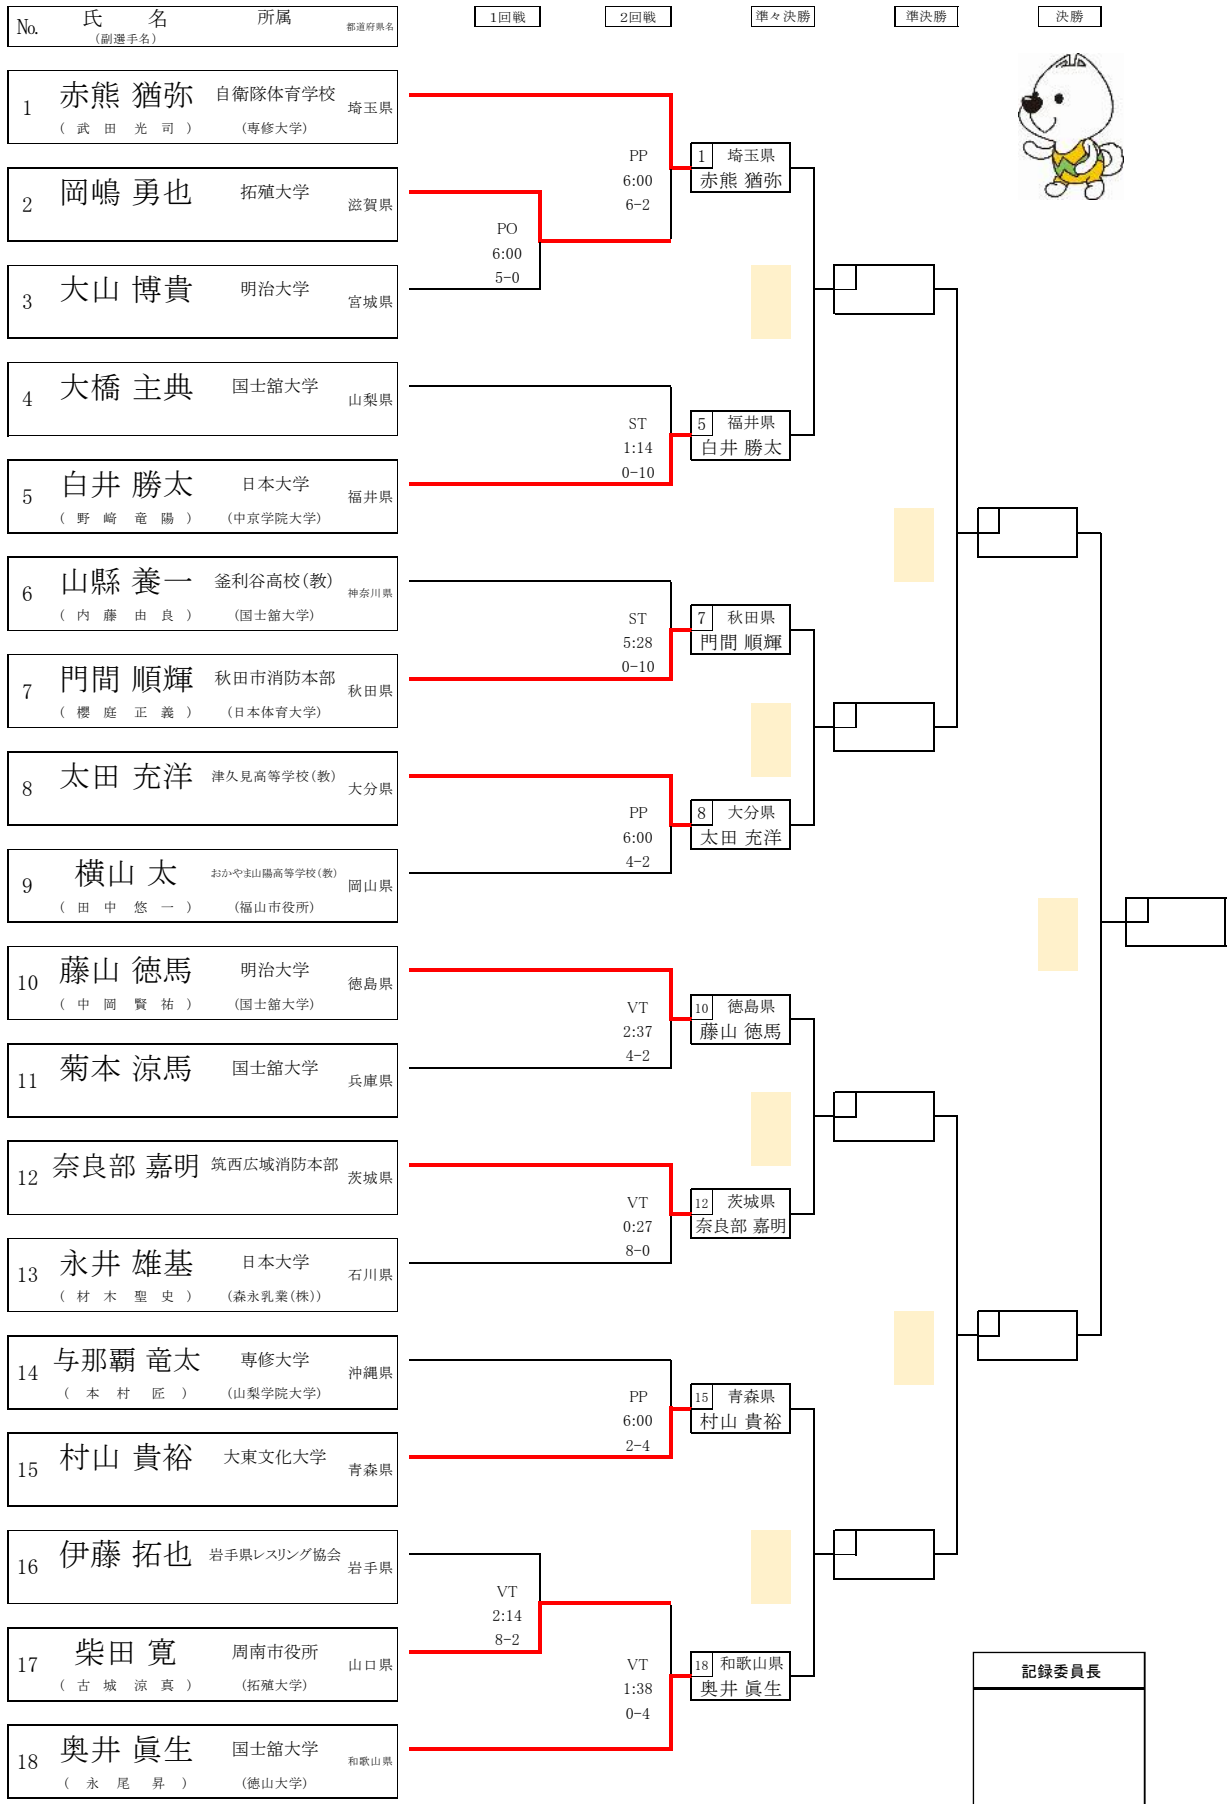 No. 氏 名 所属 都道府県名 1回戦 2回戦 準々決勝 準決勝 決勝
(副選手名)
1 赤熊 猶弥 自衛隊体育学校 埼玉県
( 武 田 光 司 ) (専修大学)
2 岡嶋 勇也 拓殖大学 滋賀県
3 大山 博貴 明治大学 宮城県
4 大橋 主典 国士舘大学 山梨県
5 白井 勝太 日本大学 福井県
( 野 﨑 竜 陽 ) (中京学院大学)
6 山縣 養一 釜利谷高校(教) 神奈川県
( 内 藤 由 良 ) (国士舘大学)
7 門間 順輝 秋田市消防本部 秋田県
( 櫻 庭 正 義 ) (日本体育大学)
8 太田 充洋 津久見高等学校(教) 大分県
9 横山 太 おかやま山陽高等学校(教) 岡山県
( 田 中 悠 一 ) (福山市役所)
10 藤山 徳馬 明治大学 徳島県
( 中 岡 賢 祐 ) (国士舘大学)
11 菊本 涼馬 国士舘大学 兵庫県
12 奈良部 嘉明 筑西広域消防本部 茨城県
13 永井 雄基 日本大学 石川県
( 材 木 聖 史 ) (森永乳業(株))
14 与那覇 竜太 専修大学 沖縄県
( 本 村 匠 ) (山梨学院大学)
15 村山 貴裕 大東文化大学 青森県
16 伊藤 拓也 岩手県レスリング協会 岩手県
17 柴田 寛 周南市役所 山口県
( 古 城 涼 真 ) (拓殖大学)
18 奥井 眞生 国士舘大学 和歌山県
( 永 尾 昇 ) (徳山大学)
PO
6:00
5-0
VT
2:14
8-2
PP
6:00
6-2
ST
1:14
0-10
ST
5:28
0-10
PP
6:00
4-2
VT
2:37
4-2
VT
0:27
8-0
PP
6:00
2-4
VT
1:38
0-4
1 埼玉県
赤熊 猶弥
5 福井県
白井 勝太
7 秋田県
門間 順輝
8 大分県
太田 充洋
10 徳島県
藤山 徳馬
12 茨城県
奈良部 嘉明
15 青森県
村山 貴裕
18 和歌山県
奥井 眞生
記録委員長